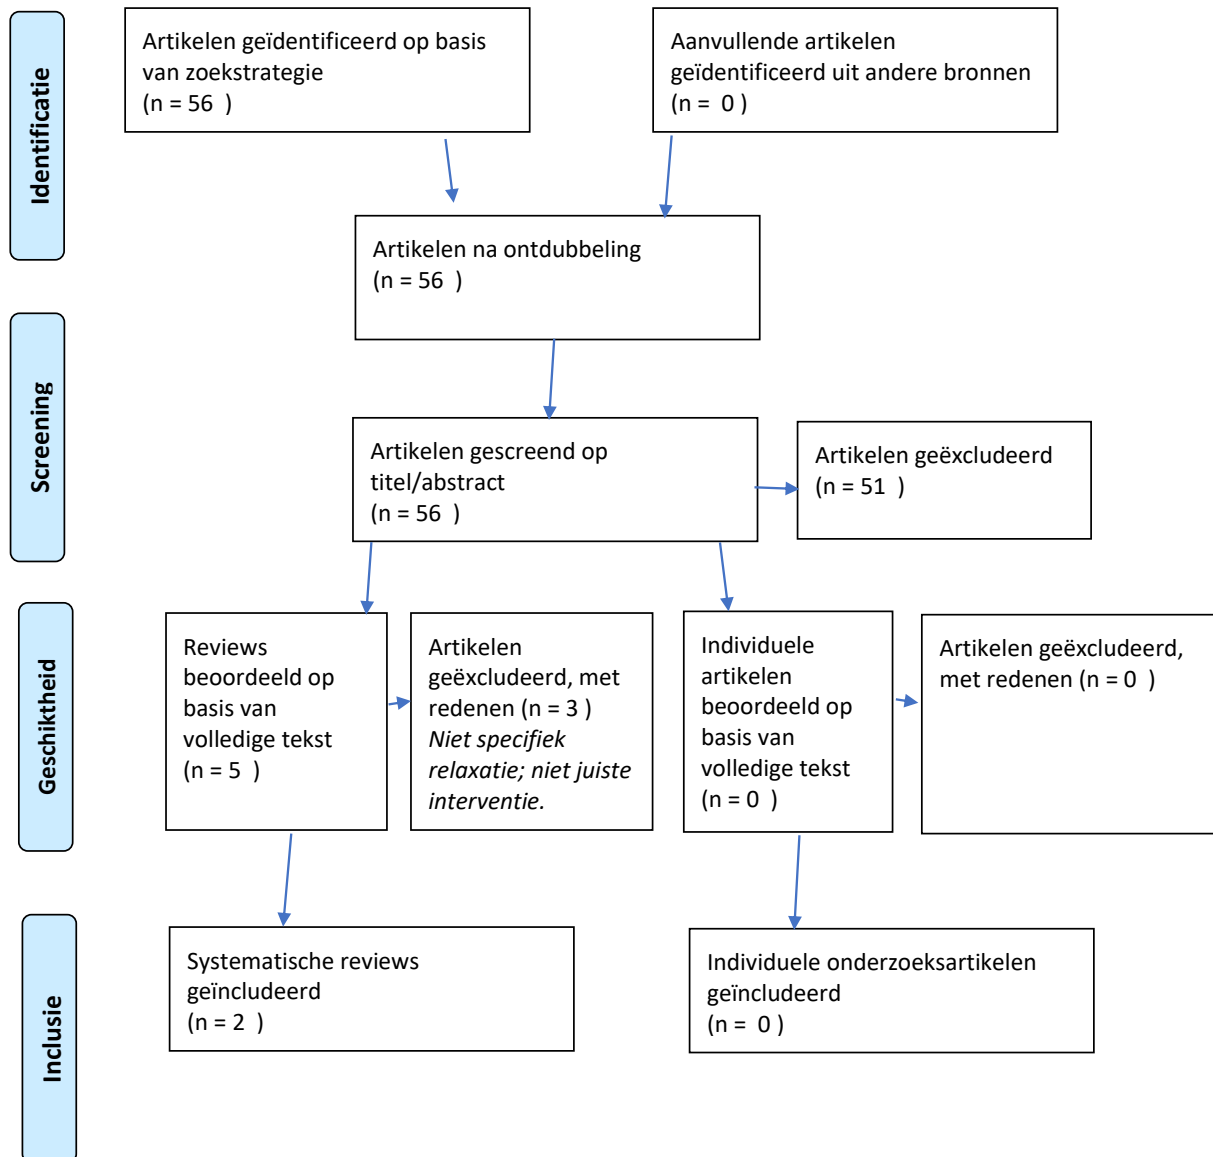 Identificatie
Artikelen geïdentificeerd op basis
van zoekstrategie
(n = 56  )
Aanvullende artikelen
geïdentificeerd uit andere bronnen
(n =  0 )
Artikelen na ontdubbeling
(n = 56  )
Screening
Artikelen gescreend op
titel/abstract
(n = 56  )
Artikelen geëxcludeerd
(n = 51  )
Geschiktheid
Reviews
beoordeeld op
basis van
volledige tekst
(n = 5  )
Artikelen
geëxcludeerd, met
redenen (n = 3  )
Niet specifiek
relaxatie; niet juiste
interventie.
Individuele
artikelen
beoordeeld op
basis van
volledige tekst
(n = 0  )
Artikelen geëxcludeerd,
met redenen (n = 0  )
Inclusie
Systematische reviews
geïncludeerd
(n = 2  )
Individuele onderzoeksartikelen
geïncludeerd
(n =  0 )